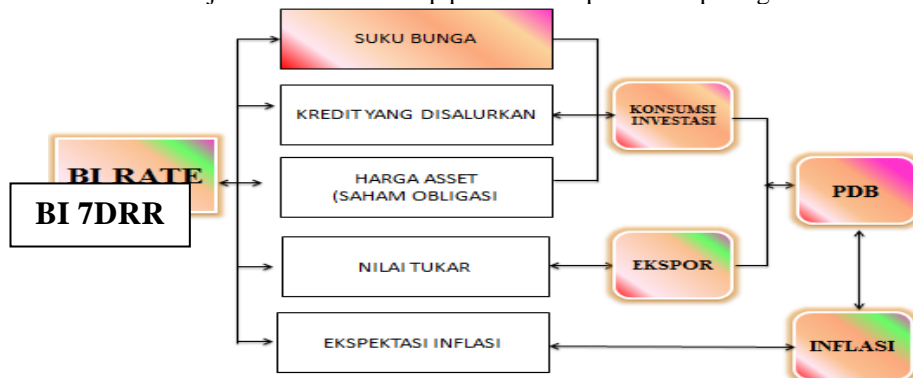 SUKU BUNGA
KREDIT YANG DISALURKAN
KONSUMSI
INVESTASI
BI RATE
BI 7DRR
HARGA ASSET
(SAHAM OBLIGASI
PDB
NILAI TUKAR
EKSPOR
EKSPEKTASI INFLASI
INFLASI